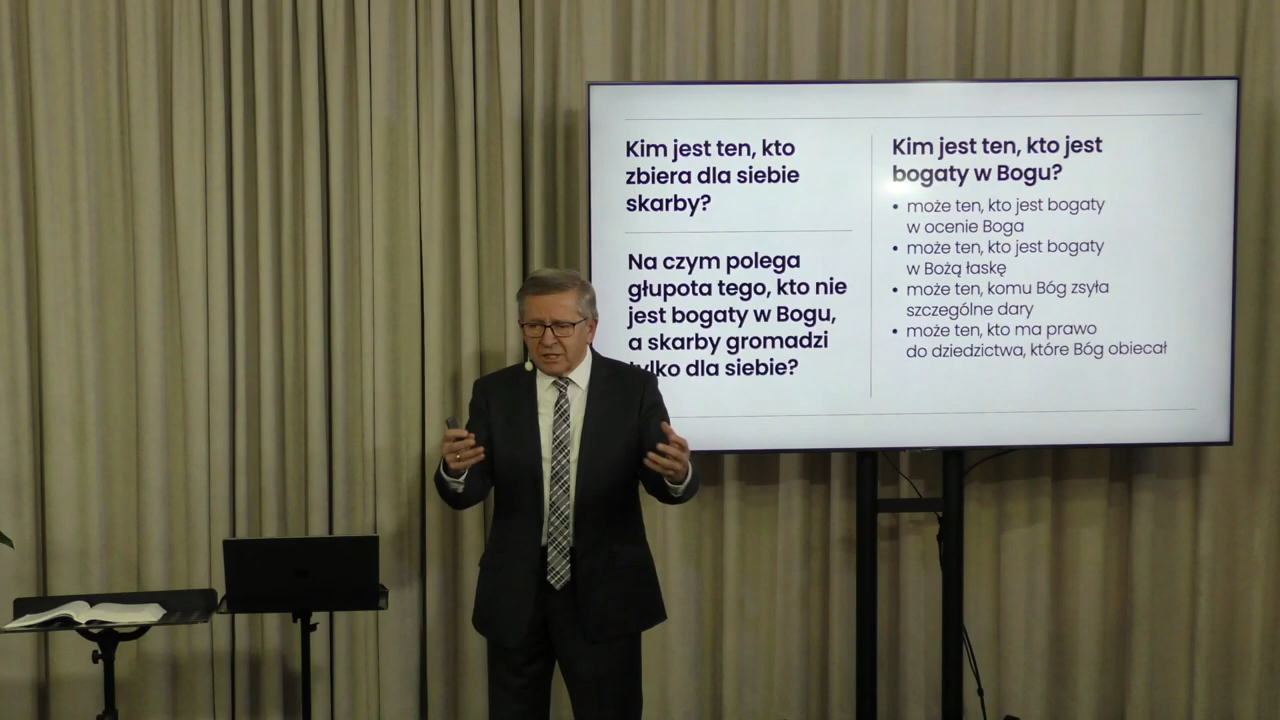 Kim jest ten, kto
zbiera dla siebie
skarby?
Na czym polega
głupota tego, kto nie
jest bogaty w Bogu,
a skarby gromadzi
tylko dla siebie?
Kim jest ten, kto jest
bogaty w Bogu?
• może ten, kto jest bogaty
w ocenie Boga
• może ten, kto jest bogaty
w Bożą łaskę
• może ten, komu Bóg zsyła
szczególne dary
• może ten, kto ma prawo
do dziedzictwa, które Bóg obiecał